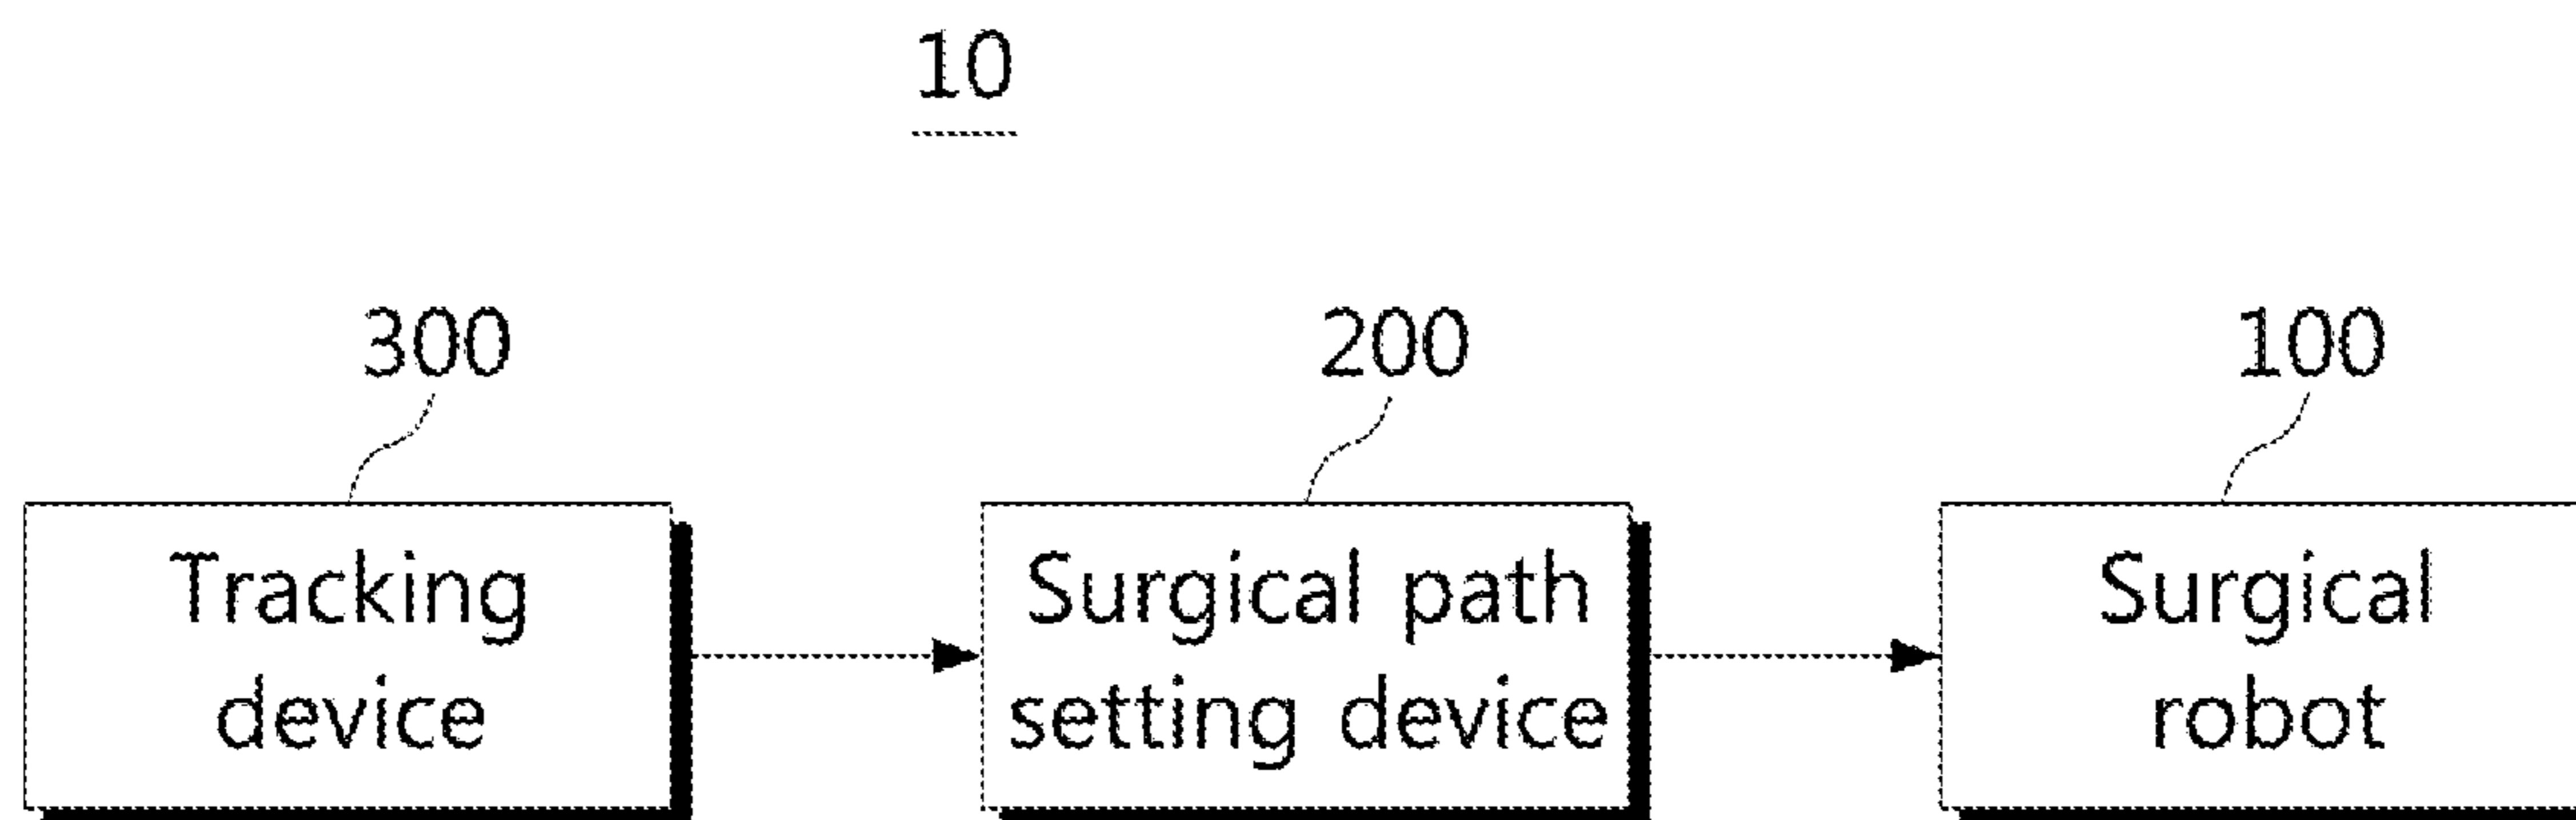 10
300
200
100
Tracking
device
Surgical path
setting device
Surgical
robot